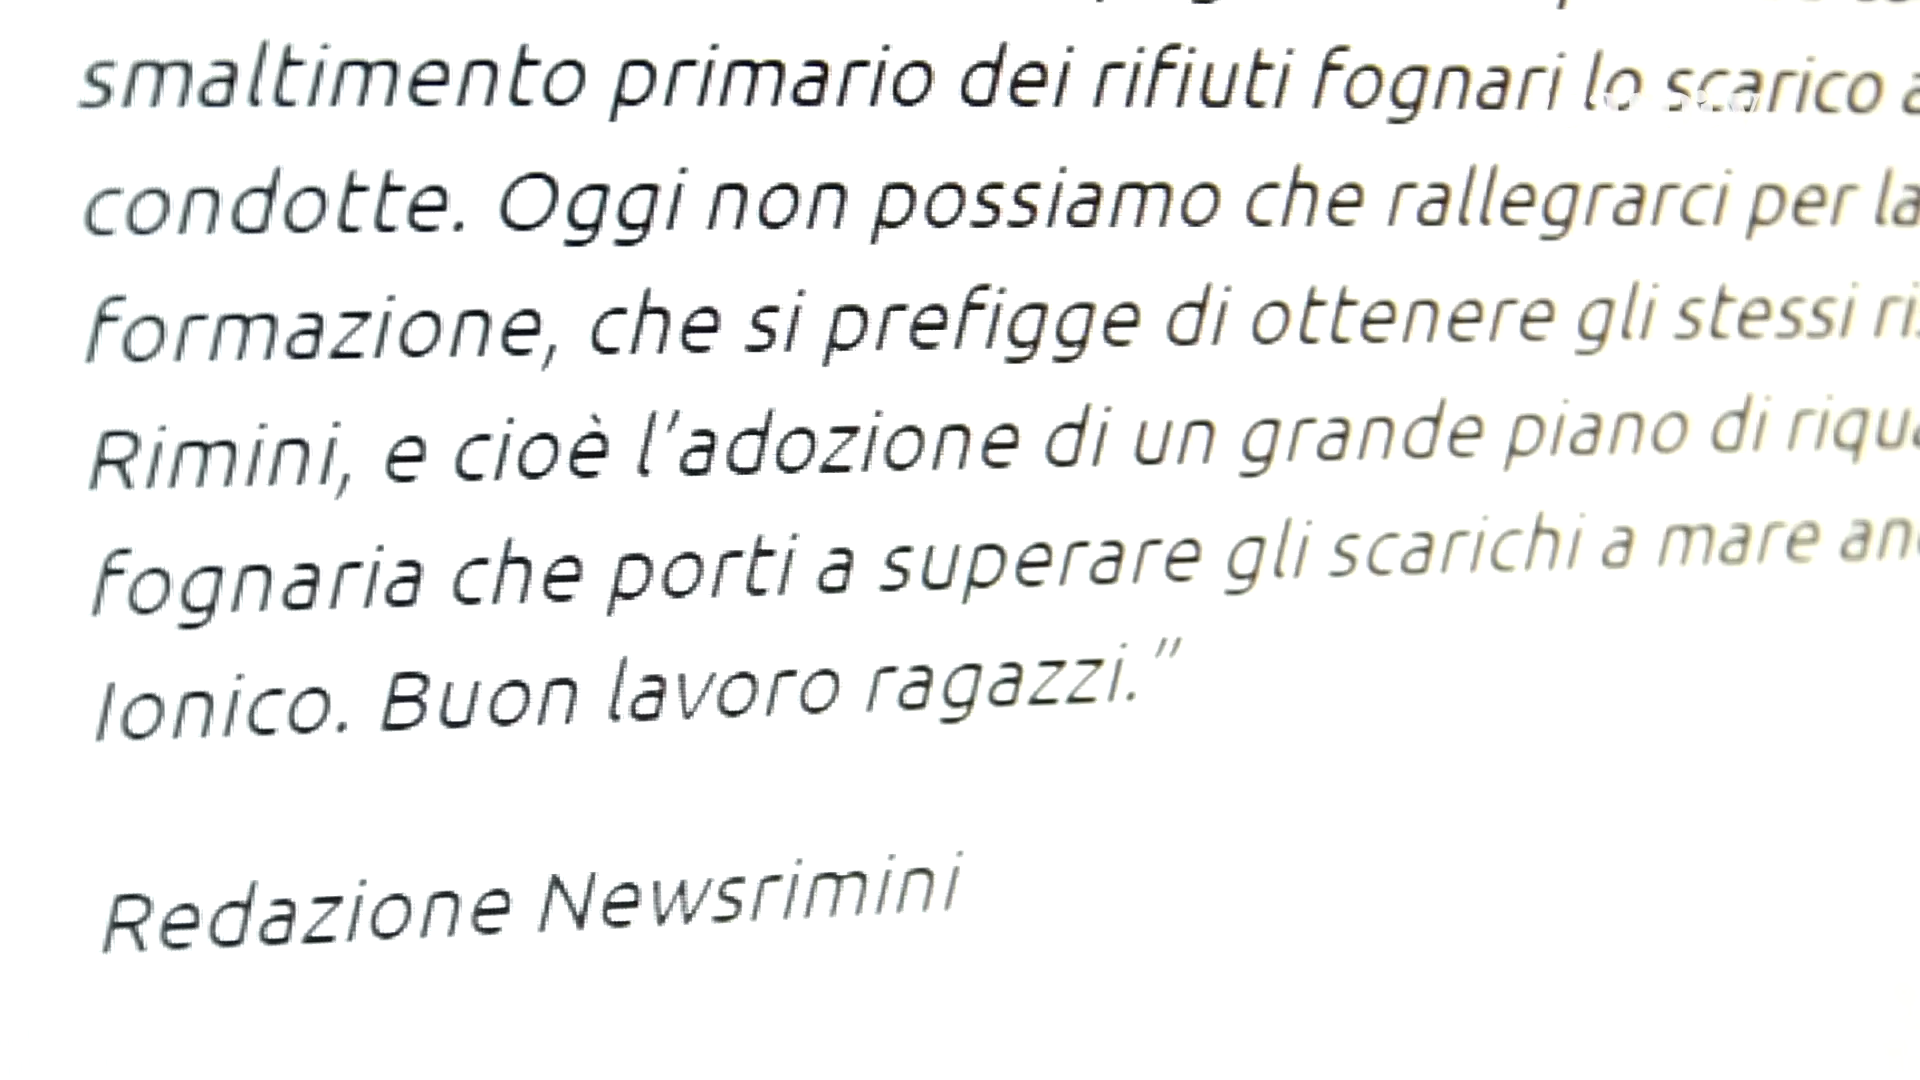 smaltimento primario dei rifiuti fognari lo scarico a
condotte. Oggi non possiamo che rallegrarci per la
formazione, che si prefigge di ottenere gli stessi
Rimini, e cioè l’adozione di un grande piano di
fognaria che porti a superare gli scarichi a mare
Ionico. Buon lavoro ragazzi.”
Redazione Newsrimini